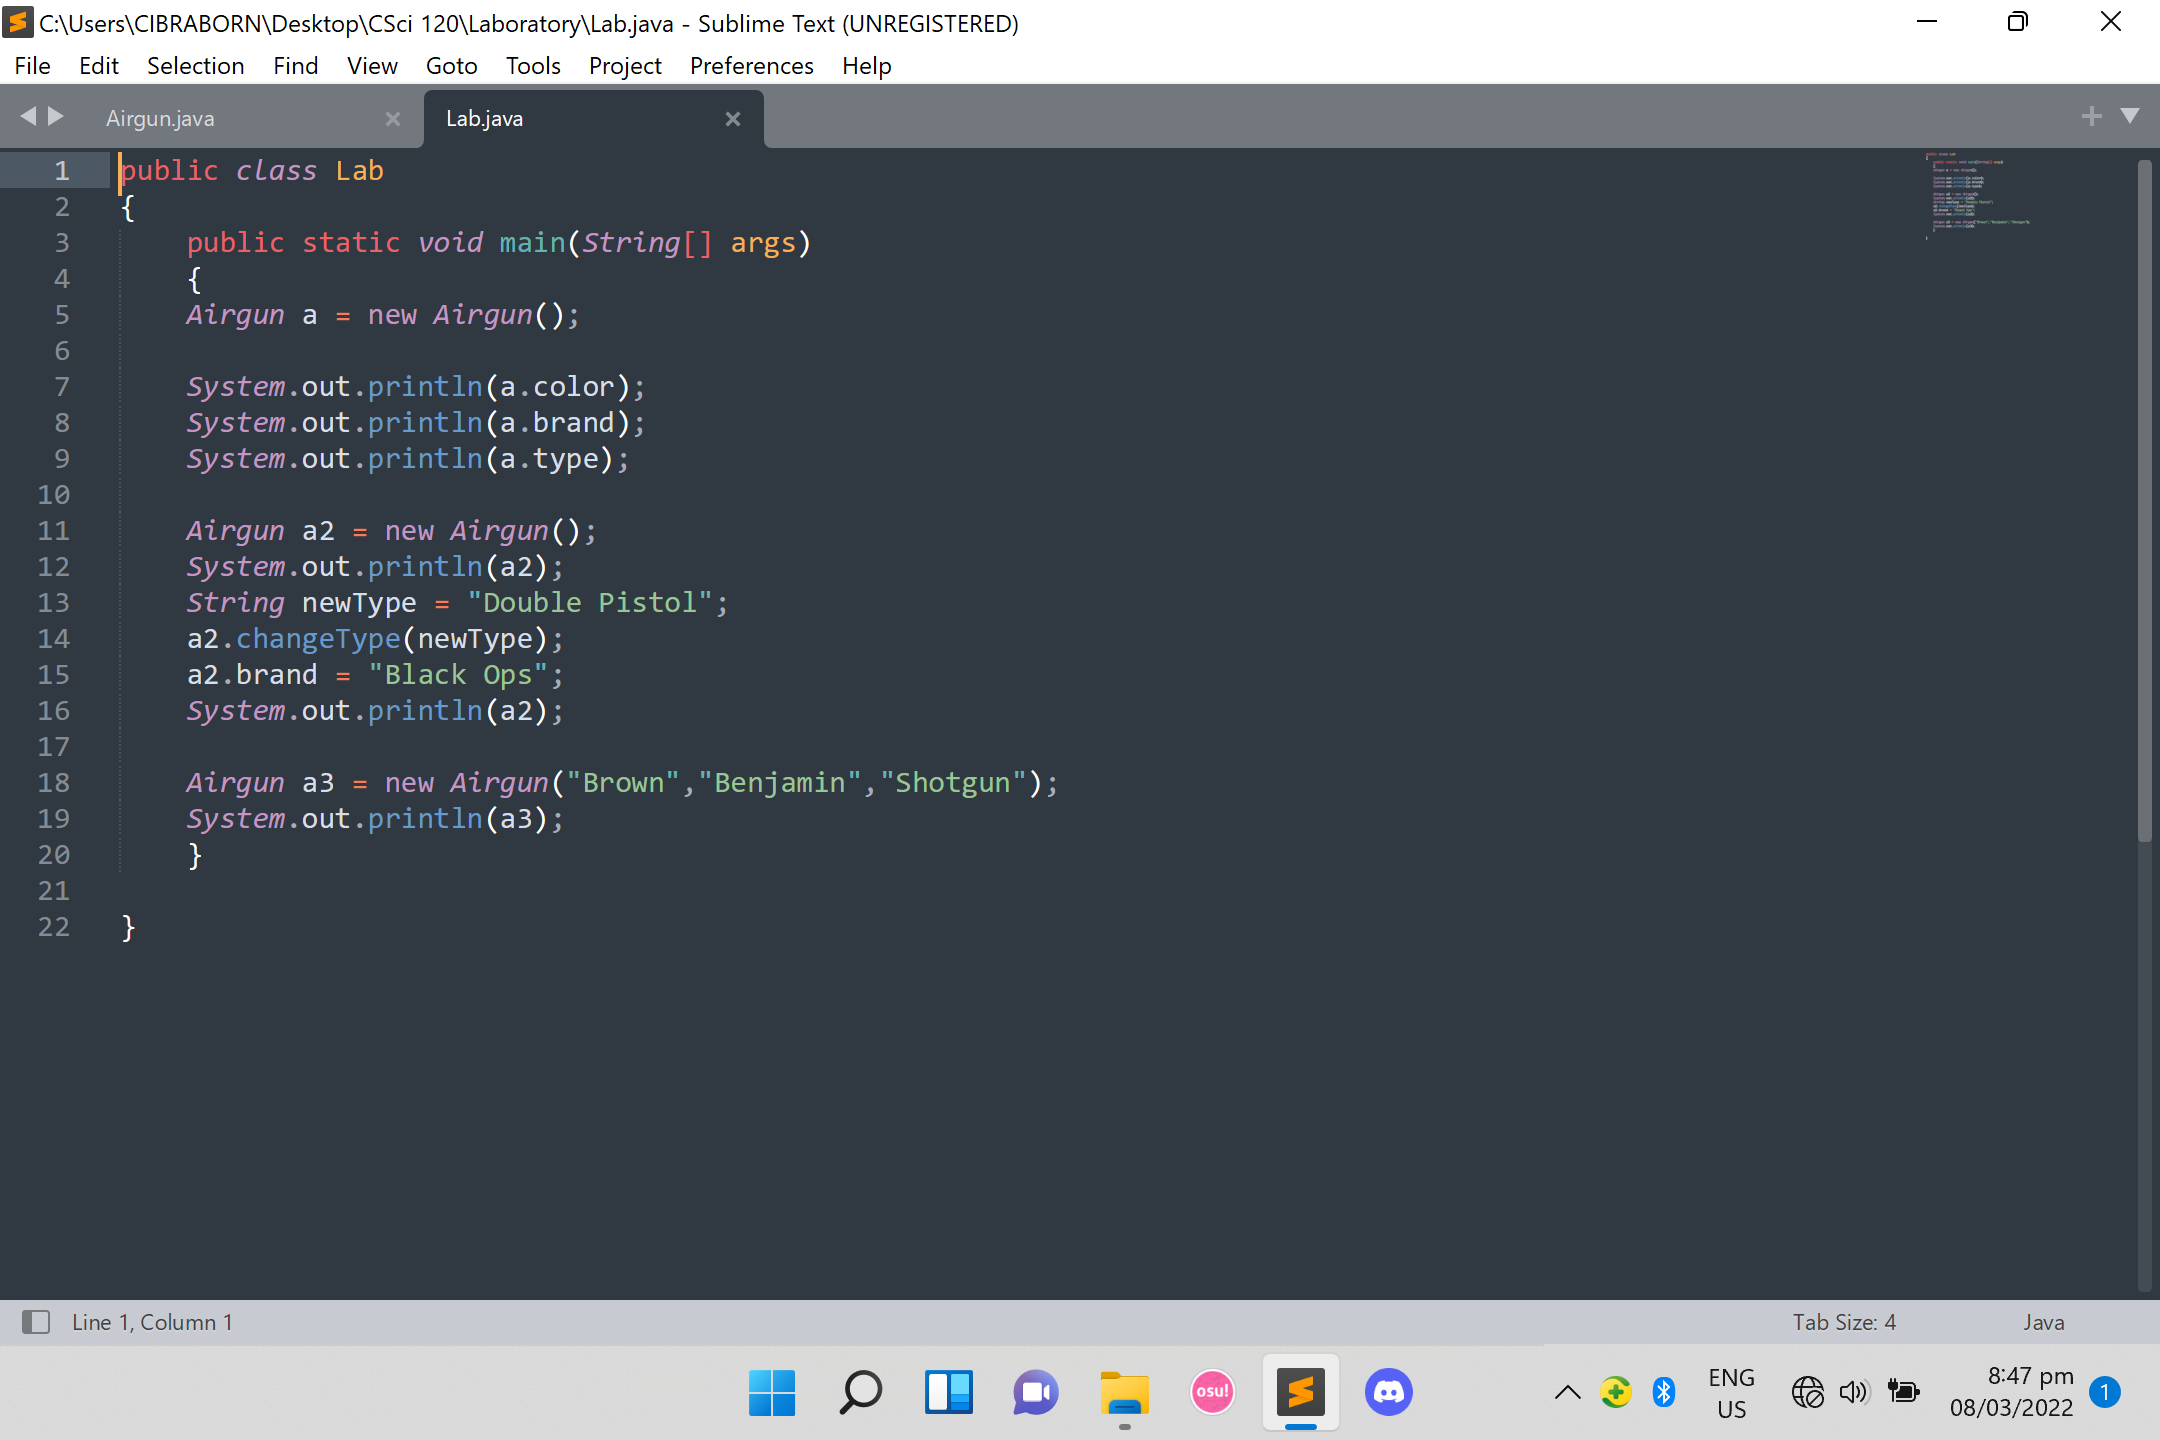 C:\Users\CIBRABORN\Desktop\CSci 120\Laboratory\Lab.java - Sublime Text (UNREGISTERED)
File Edit Selection Find View Goto Tools Project Preferences Help
Airgun.java Lab.java
1 public class Lab
2 {
3 public static void main(String[] args)
4 {
5 Airgun a = new Airgun();
6
7 System.out.println(a.color);
8 System.out.println(a.brand);
9 System.out.println(a.type);
10
11 Airgun a2 = new Airgun();
12 System.out.println(a2);
13 String newType = "Double Pistol";
14 a2.changeType(newType);
15 a2.brand = "Black Ops";
16 System.out.println(a2);
17
18 Airgun a3 = new Airgun("Brown","Benjamin","Shotgun");
19 System.out.println(a3);
20 }
21
22 }
Line 1, Column 1 Tab Size: 4 Java
osu!
ENG
US
8:47 pm
08/03/2022
1